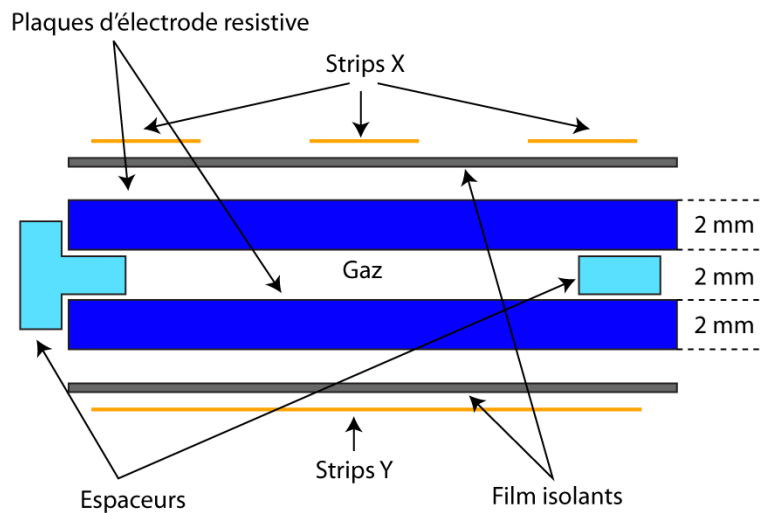 Plaques d'électrode resistive
Strips X
2 mm
Gaz
2 mm
2 mm
Strips Y
Espaceurs
Film isolants